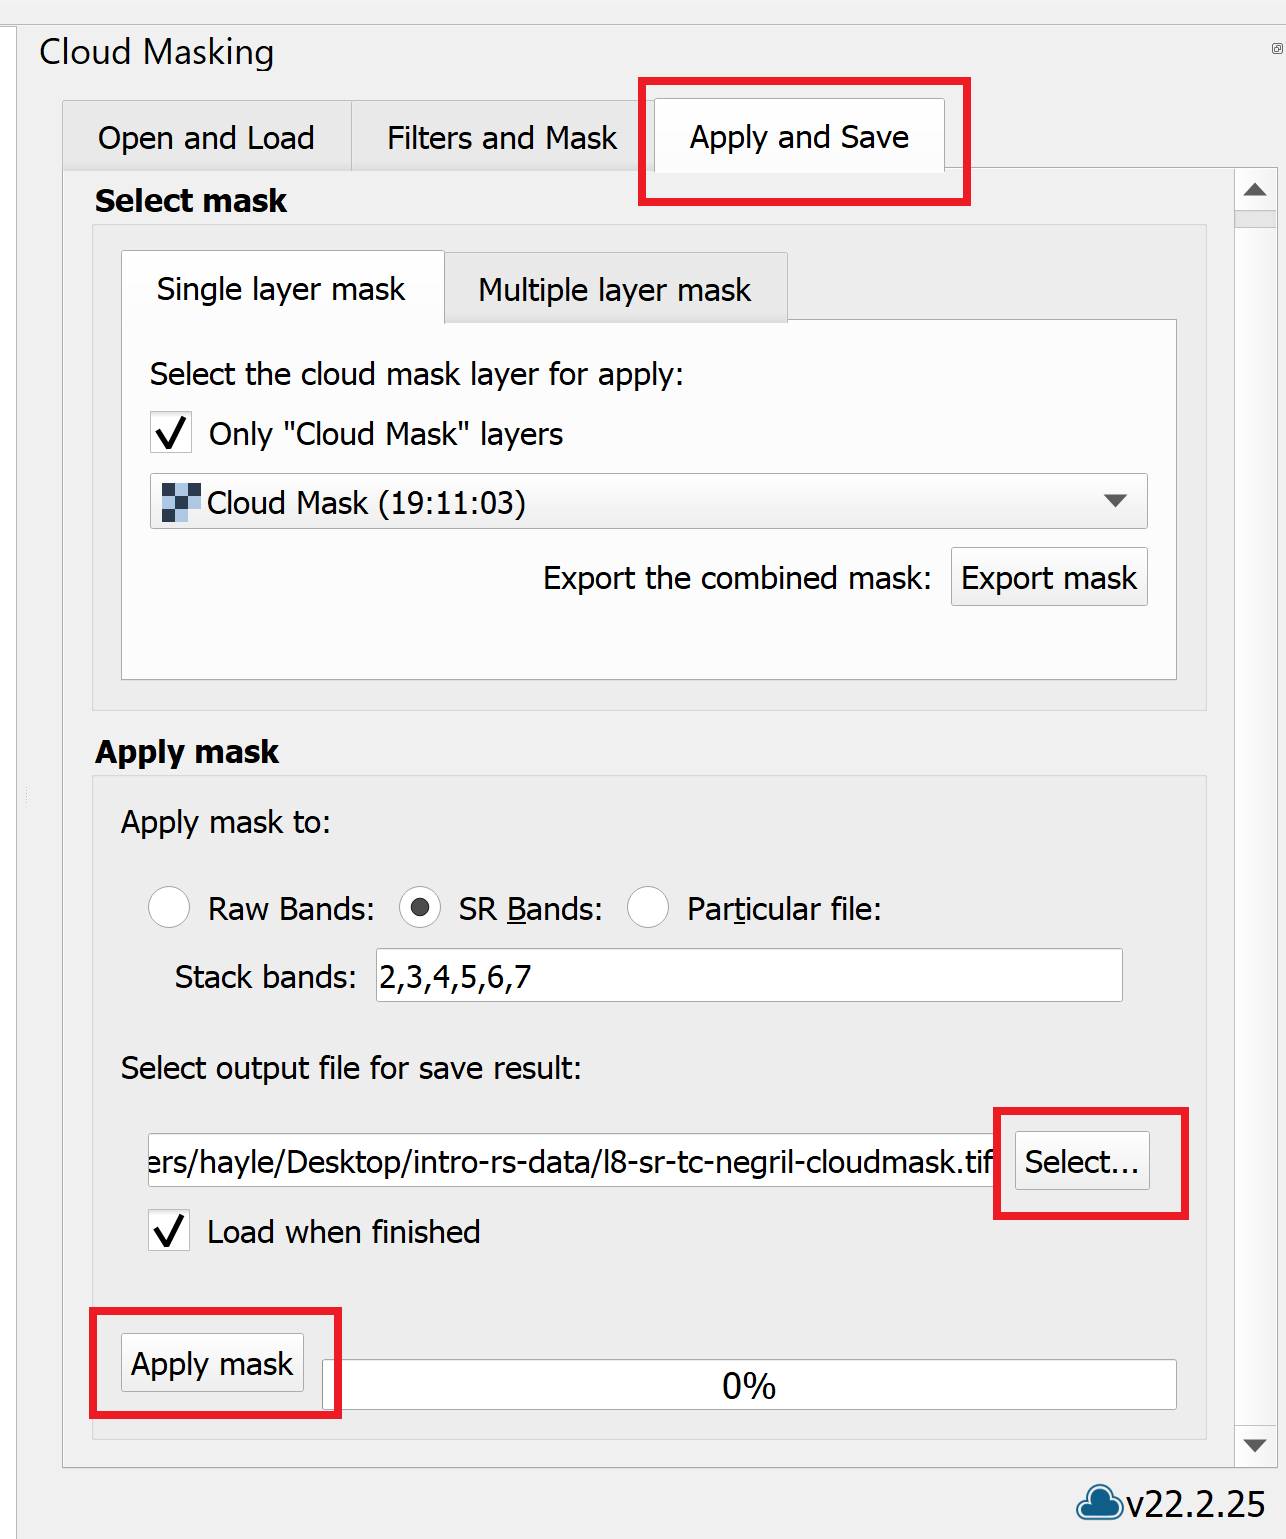 Cloud Masking
Open and Load Filters and Mask Apply and Save
Select mask
Single layer mask Multiple layer mask
Select the cloud mask layer for apply:
Only "Cloud Mask" layers
Cloud Mask (19:11:03)
Export the combined mask: Export mask
Apply mask
Apply mask to:
Raw Bands: SR Bands: Particular file:
Stack bands: 2,3,4,5,6,7
Select output file for save result:
ers/hayle/Desktop/intro-rs-data/l8-sr-tc-negril-cloudmask.tif Select...
Load when finished
Apply mask 0%
v22.2.25